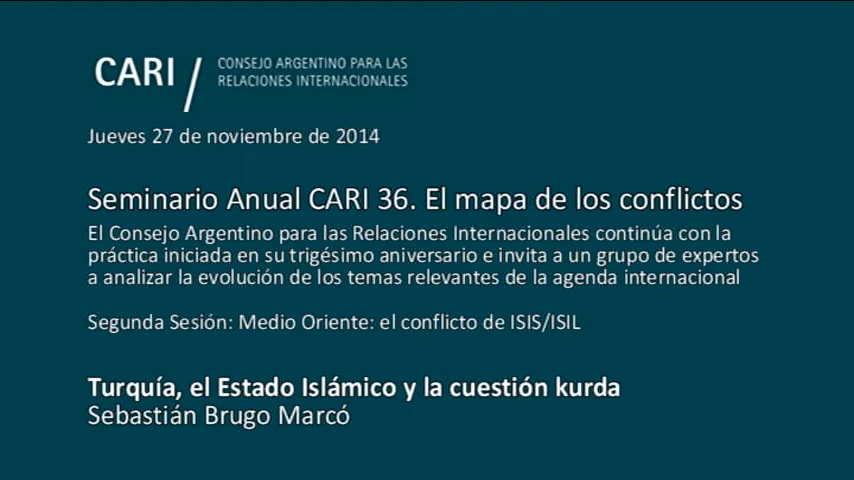 CARI /
CONSEJO ARGENTINO PARA LAS
RELACIONES INTERNACIONALES
Jueves 27 de noviembre de 2014
Seminario Anual CARI 36. El mapa de los conflictos
El Consejo Argentino para las Relaciones Internacionales continúa con la
práctica iniciada en su trigésimo aniversario e invita a un grupo de expertos
a analizar la evolución de los temas relevantes de la agenda internacional
Segunda Sesión: Medio Oriente: el conflicto de ISIS/ISIL
Turquía, el Estado Islámico y la cuestión kurda
Sebastián Brugo Marcó